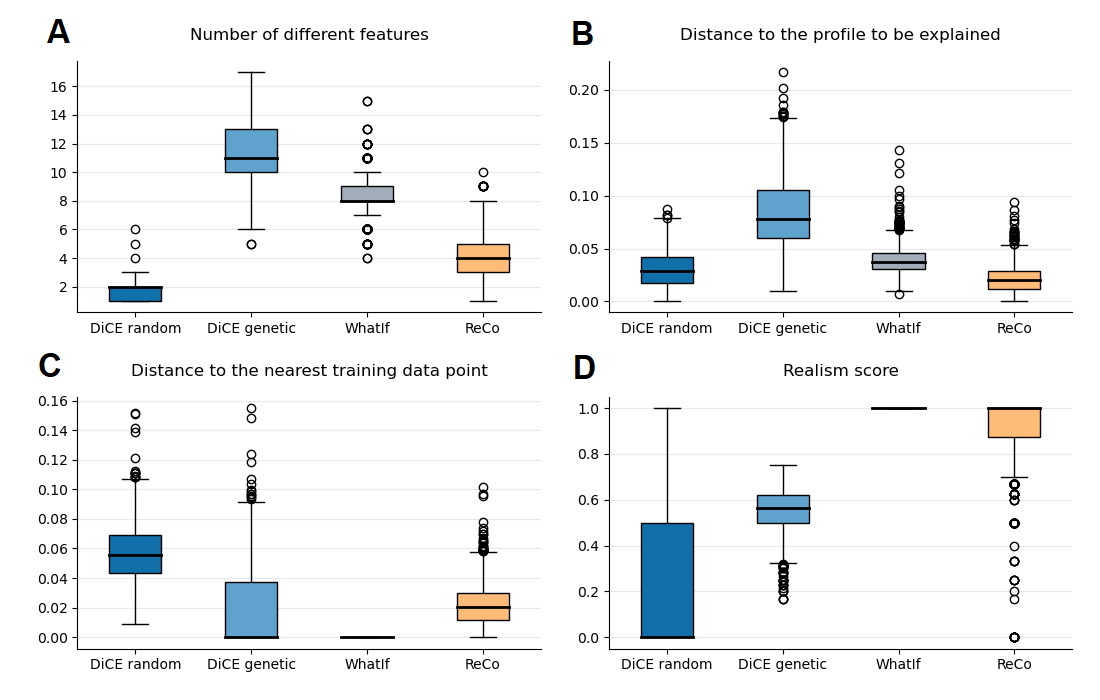 A
Number of different features
16
14
12
10
8
6
4
2
DiCE random
DiCE genetic
WhatIf
ReCo
B
Distance to the profile to be explained
0.20
0.15
0.10
0.05
0.00
DiCE random
DiCE genetic
WhatIf
ReCo
C
Distance to the nearest training data point
0.16
0.14
0.12
0.10
0.08
0.06
0.04
0.02
0.00
DiCE random
DiCE genetic
WhatIf
ReCo
D
Realism score
1.0
0.8
0.6
0.4
0.2
0.0
DiCE random
DiCE genetic
WhatIf
ReCo